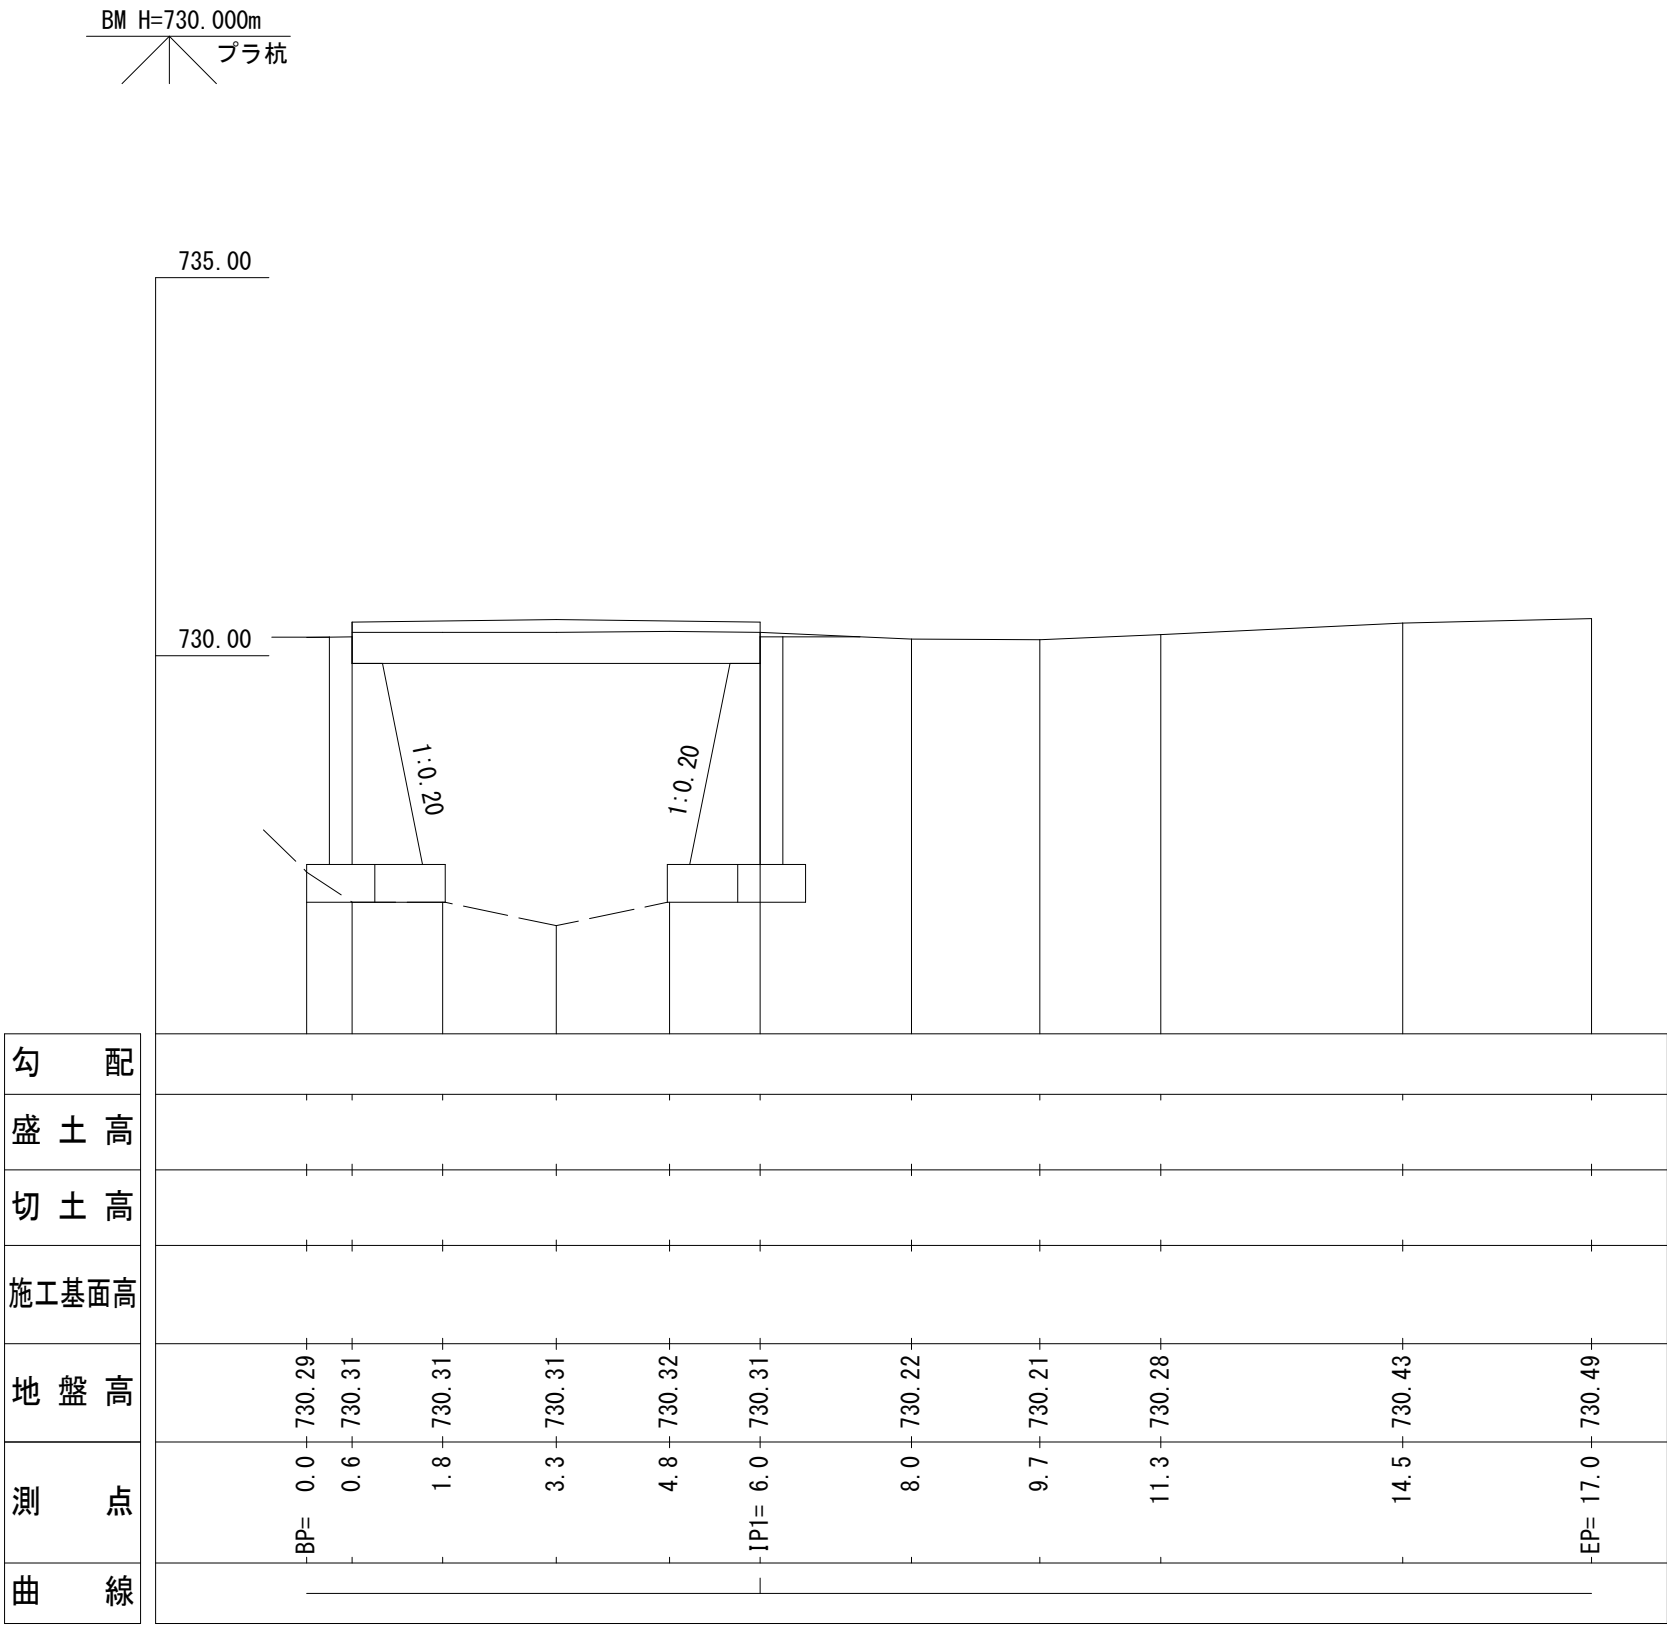 BM H=730.000m
プラ杭
735.00
730.00
1:0.20
1:0.20
勾 配
盛 土 高
切 土 高
施工基面高
地 盤 高
730.29
730.31
730.31
730.31
730.32
730.31
730.22
730.21
730.28
730.43
730.49
測 点
BP= 0.0
0.6
1.8
3.3
4.8
IP1= 6.0
8.0
9.7
11.3
14.5
EP= 17.0
曲 線